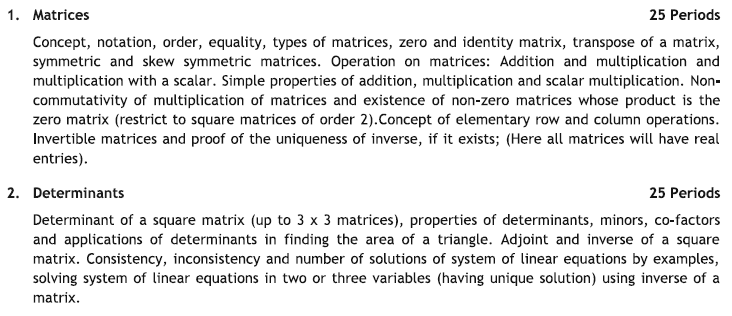 1. Matrices 25 Periods
Concept, notation, order, equality, types of matrices, zero and identity matrix, transpose of a matrix,
symmetric and skew symmetric matrices. Operation on matrices: Addition and multiplication and
multiplication with a scalar. Simple properties of addition, multiplication and scalar multiplication. Non-
commutativity of multiplication of matrices and existence of non-zero matrices whose product is the
zero matrix (restrict to square matrices of order 2).Concept of elementary row and column operations.
Invertible matrices and proof of the uniqueness of inverse, if it exists; (Here all matrices will have real
entries).
2. Determinants 25 Periods
Determinant of a square matrix (up to 3 x 3 matrices), properties of determinants, minors, co-factors
and applications of determinants in finding the area of a triangle. Adjoint and inverse of a square
matrix. Consistency, inconsistency and number of solutions of system of linear equations by examples,
solving system of linear equations in two or three variables (having unique solution) using inverse of a
matrix.